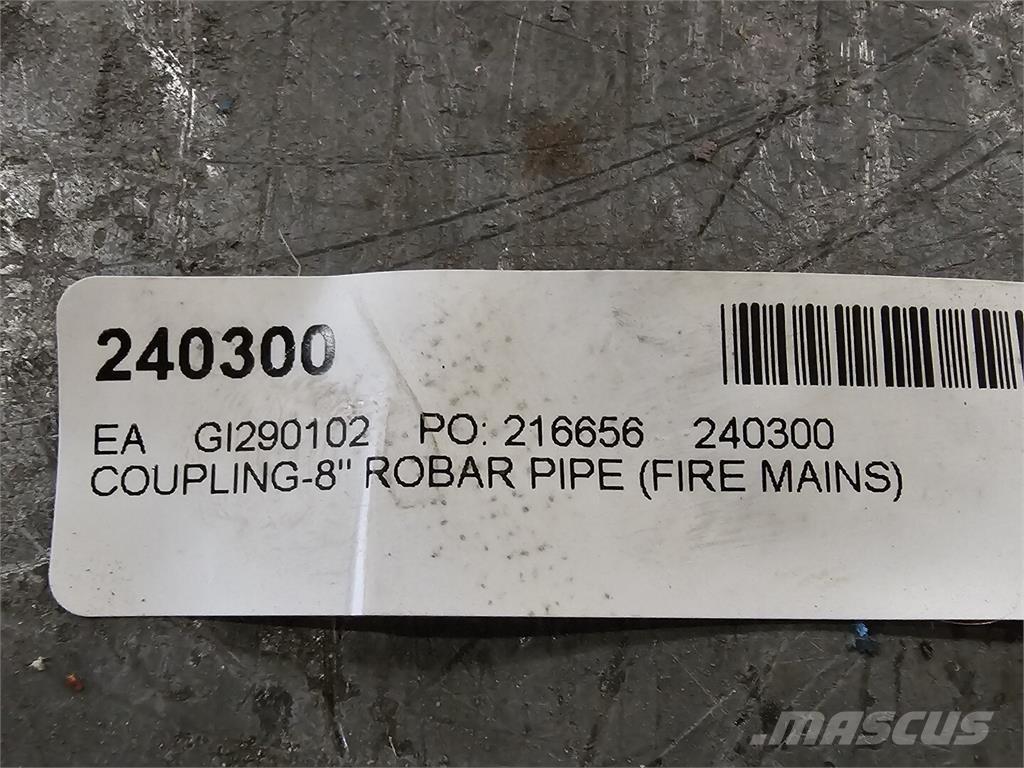 240300
EA GI290102 PO: 216656 240300
COUPLING-8" ROBAR PIPE (FIRE MAINS)
MASCUS